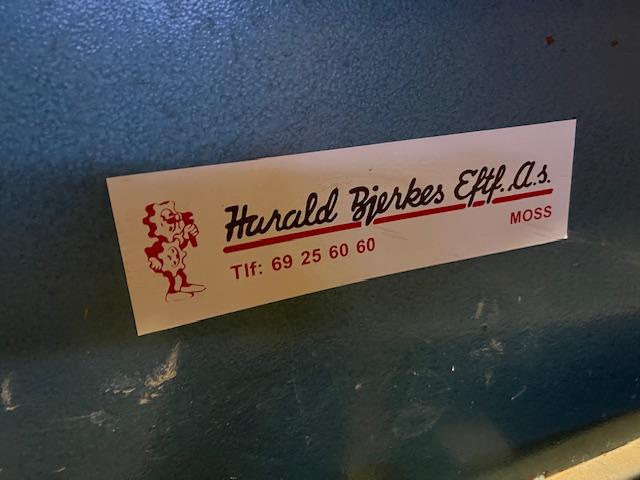 Harald Bjerkes Eftf. A.s.
MOSS
Tlf: 69 25 60 60